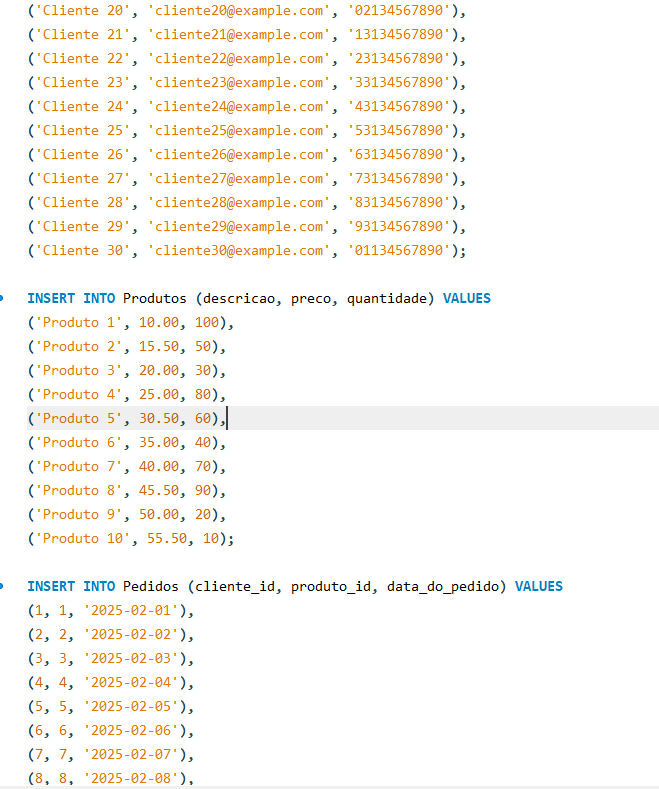 ('Cliente 20', 'cliente20@example.com', '02134567890'),
('Cliente 21', 'cliente21@example.com', '13134567890'),
('Cliente 22', 'cliente22@example.com', '23134567890'),
('Cliente 23', 'cliente23@example.com', '33134567890'),
('Cliente 24', 'cliente24@example.com', '43134567890'),
('Cliente 25', 'cliente25@example.com', '53134567890'),
('Cliente 26', 'cliente26@example.com', '63134567890'),
('Cliente 27', 'cliente27@example.com', '73134567890'),
('Cliente 28', 'cliente28@example.com', '83134567890'),
('Cliente 29', 'cliente29@example.com', '93134567890'),
('Cliente 30', 'cliente30@example.com', '01134567890');
INSERT INTO Produtos (descricao, preco, quantidade) VALUES
('Produto 1', 10.00, 100),
('Produto 2', 15.50, 50),
('Produto 3', 20.00, 30),
('Produto 4', 25.00, 80),
('Produto 5', 30.50, 60),
('Produto 6', 35.00, 40),
('Produto 7', 40.00, 70),
('Produto 8', 45.50, 90),
('Produto 9', 50.00, 20),
('Produto 10', 55.50, 10);
INSERT INTO Pedidos (cliente_id, produto_id, data_do_pedido) VALUES
(1, 1, '2025-02-01'),
(2, 2, '2025-02-02'),
(3, 3, '2025-02-03'),
(4, 4, '2025-02-04'),
(5, 5, '2025-02-05'),
(6, 6, '2025-02-06'),
(7, 7, '2025-02-07'),
(8, 8, '2025-02-08'),